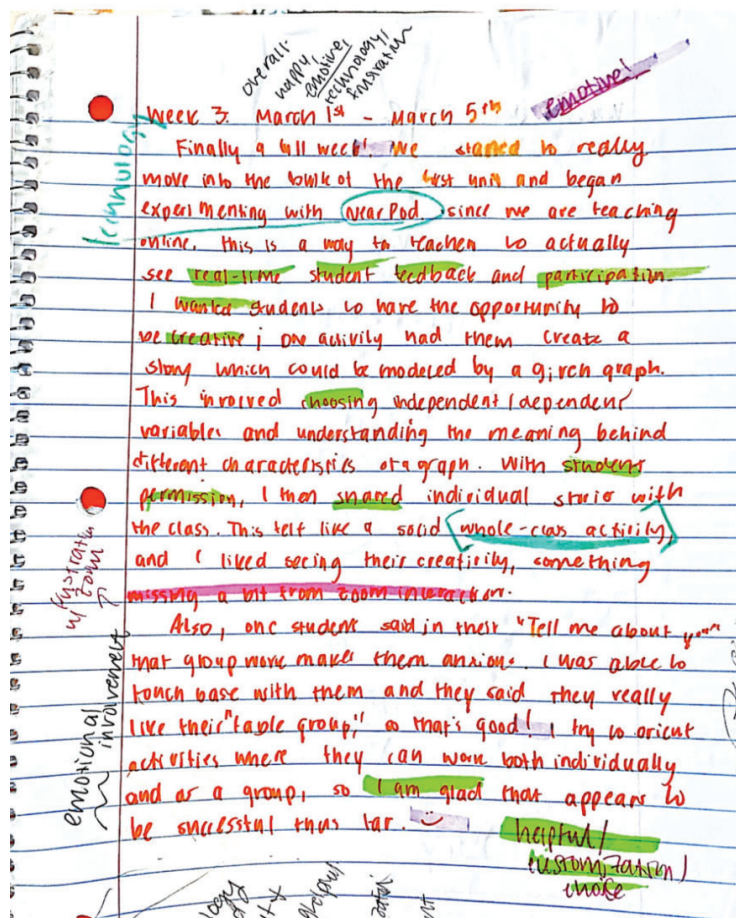 overall
happy,
emotive,
technology,
frustration
emotive!
Week 3. March 1st - March 5th
technology
Finally a full week! We started to really
move into the bulk of the first unit and began
experimenting with NearPod. since we are teaching
online, this is a way to teachers to actually
see real-time student feedback and participation.
I wanted students to have the opportunity to
be creative; one activity had them create a
story which could be modeled by a given graph.
This involved choosing independent/dependent
variables and understanding the meaning behind
different characteristics of a graph. With students
permission, I then shared individual stories with
the class. This felt like a solid [whole-class activity],
and I liked seeing their creativity, something
missing a bit from zoom interaction.
w/ frustration
zoom
Also, one student said in their "Tell me about you"
that group work makes them anxious. I was able to
touch base with them and they said they really
like their "table group," so that's good! I try to orient
activities where they can work both individually
and as a group, so I am glad that appears to
be successful thus far.
emotional
involvement
helpful/
customization/
choice